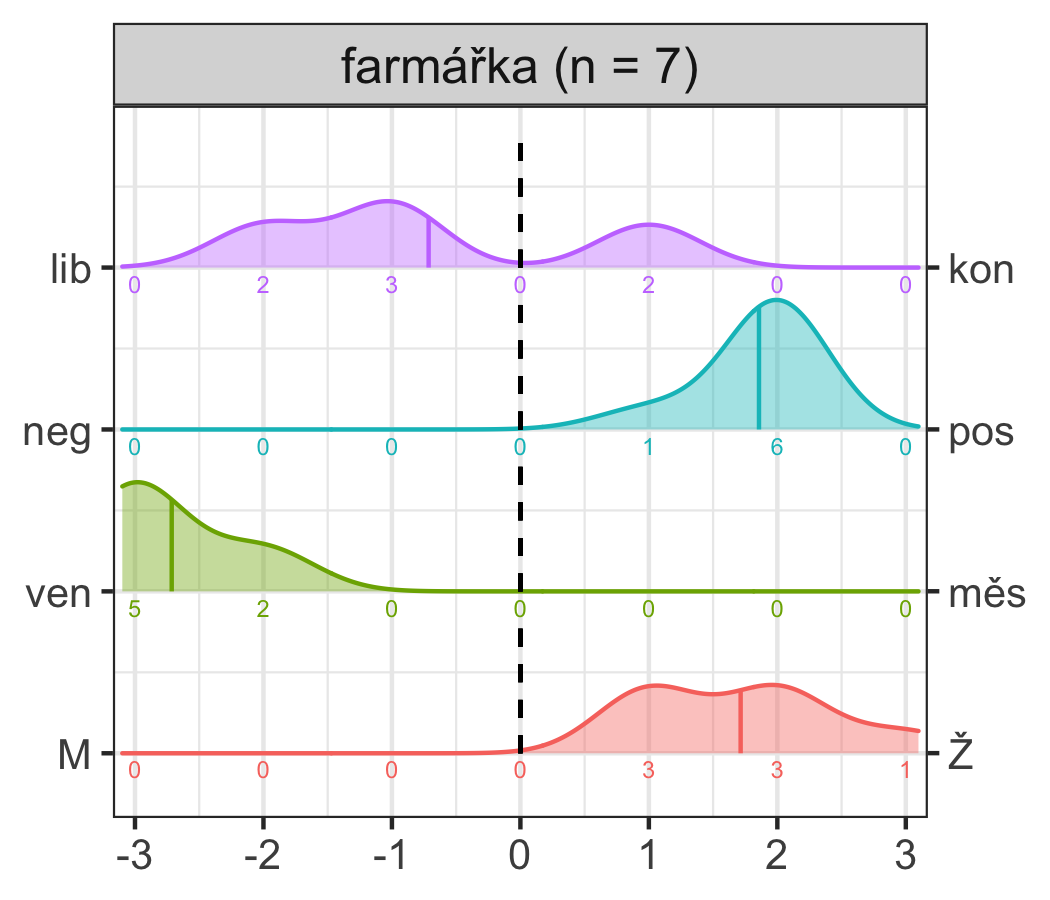 farmářka (n = 7)
lib kon
0 2 3 0 2 0 0
neg pos
0 0 0 0 1 6 0
ven měs
5 2 0 0 0 0 0
M Ž
0 0 0 0 3 3 1
-3 -2 -1 0 1 2 3